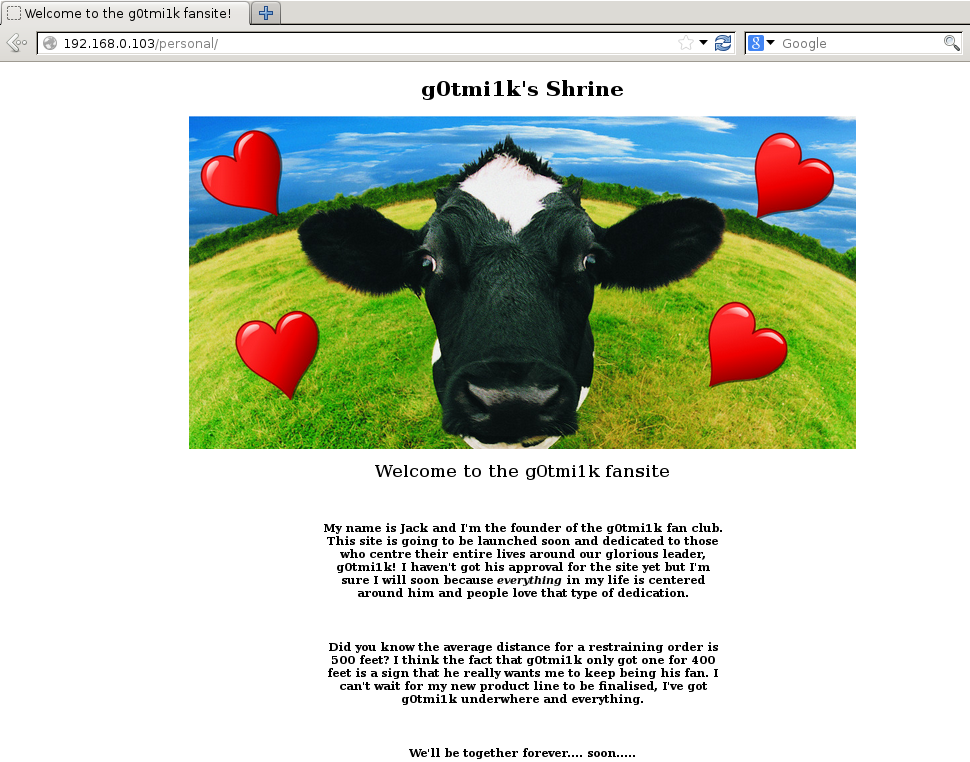 Welcome to the g0tmi1k fansite!
192.168.0.103/personal/
Google
g0tmi1k's Shrine
Welcome to the g0tmi1k fansite
My name is Jack and I'm the founder of the g0tmi1k fan club.
This site is going to be launched soon and dedicated to those
who centre their entire lives around our glorious leader,
g0tmi1k! I haven't got his approval for the site yet but I'm
sure I will soon because everything in my life is centered
around him and people love that type of dedication.
Did you know the average distance for a restraining order is
500 feet? I think the fact that g0tmi1k only got one for 400
feet is a sign that he really wants me to keep being his fan. I
can't wait for my new product line to be finalised, I've got
g0tmi1k underwhere and everything.
We'll be together forever.... soon.....